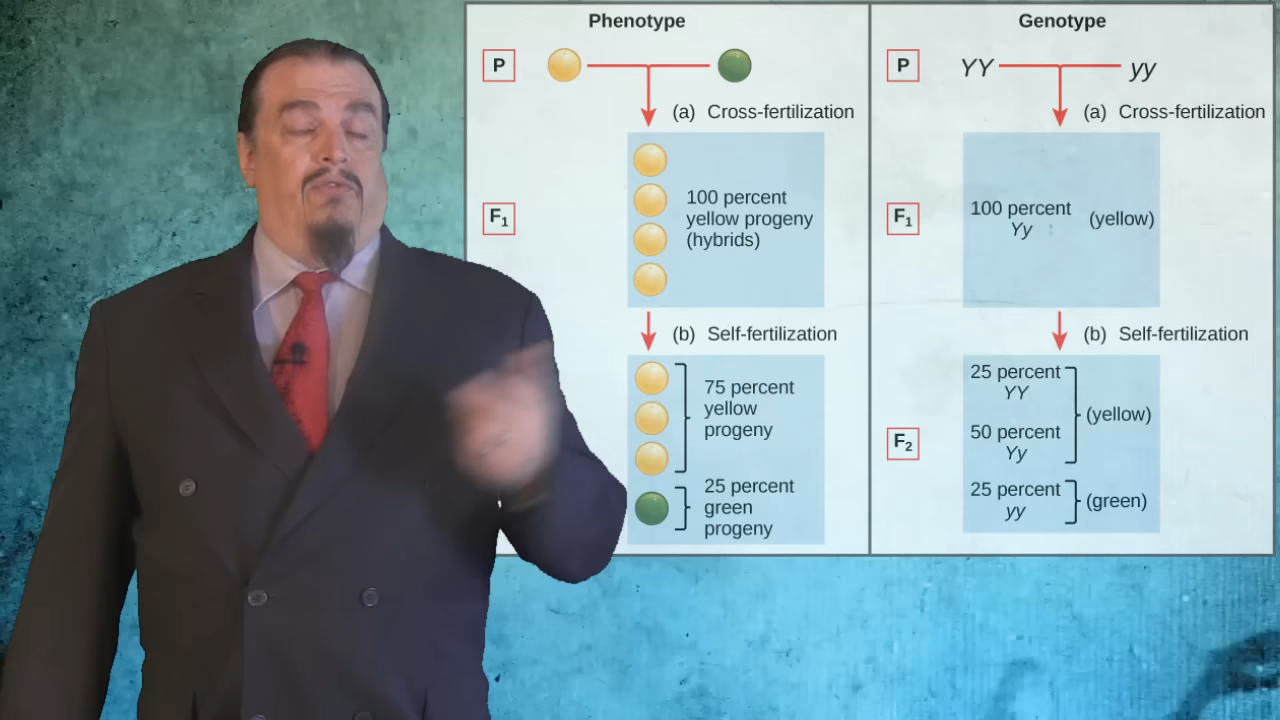 Phenotype
P
(a) Cross-fertilization
F1
100 percent
yellow progeny
(hybrids)
(b) Self-fertilization
75 percent
yellow
progeny
25 percent
green
progeny
Genotype
P
YY
yy
(a) Cross-fertilization
F1
100 percent
Yy
(yellow)
(b) Self-fertilization
F2
25 percent
YY
50 percent
Yy
(yellow)
25 percent
yy
(green)